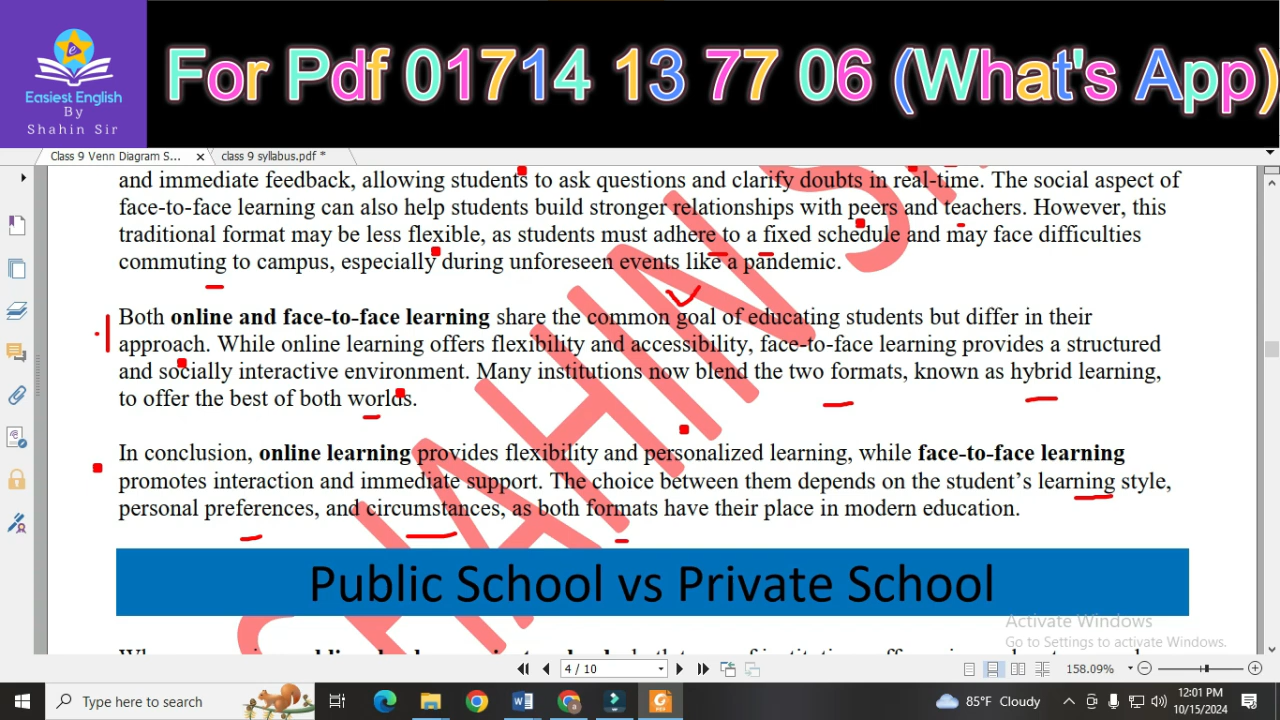 For Pdf 01714 13 77 06 (What's App)
Easiest English
By
Shahin Sir
Class 9 Venn Diagram S... × class 9 syllabus.pdf *
and immediate feedback, allowing students to ask questions and clarify doubts in real-time. The social aspect of
face-to-face learning can also help students build stronger relationships with peers and teachers. However, this
traditional format may be less flexible, as students must adhere to a fixed schedule and may face difficulties
commuting to campus, especially during unforeseen events like a pandemic.
Both online and face-to-face learning share the common goal of educating students but differ in their
approach. While online learning offers flexibility and accessibility, face-to-face learning provides a structured
and socially interactive environment. Many institutions now blend the two formats, known as hybrid learning,
to offer the best of both worlds.
In conclusion, online learning provides flexibility and personalized learning, while face-to-face learning
promotes interaction and immediate support. The choice between them depends on the student's learning style,
personal preferences, and circumstances, as both formats have their place in modern education.
SHAHIN S
Public School vs Private School
Activate Windows
Go to Settings to activate Windows.
4 / 10
158.09%
Type here to search
85°F Cloudy
12:01 PM
10/15/2024